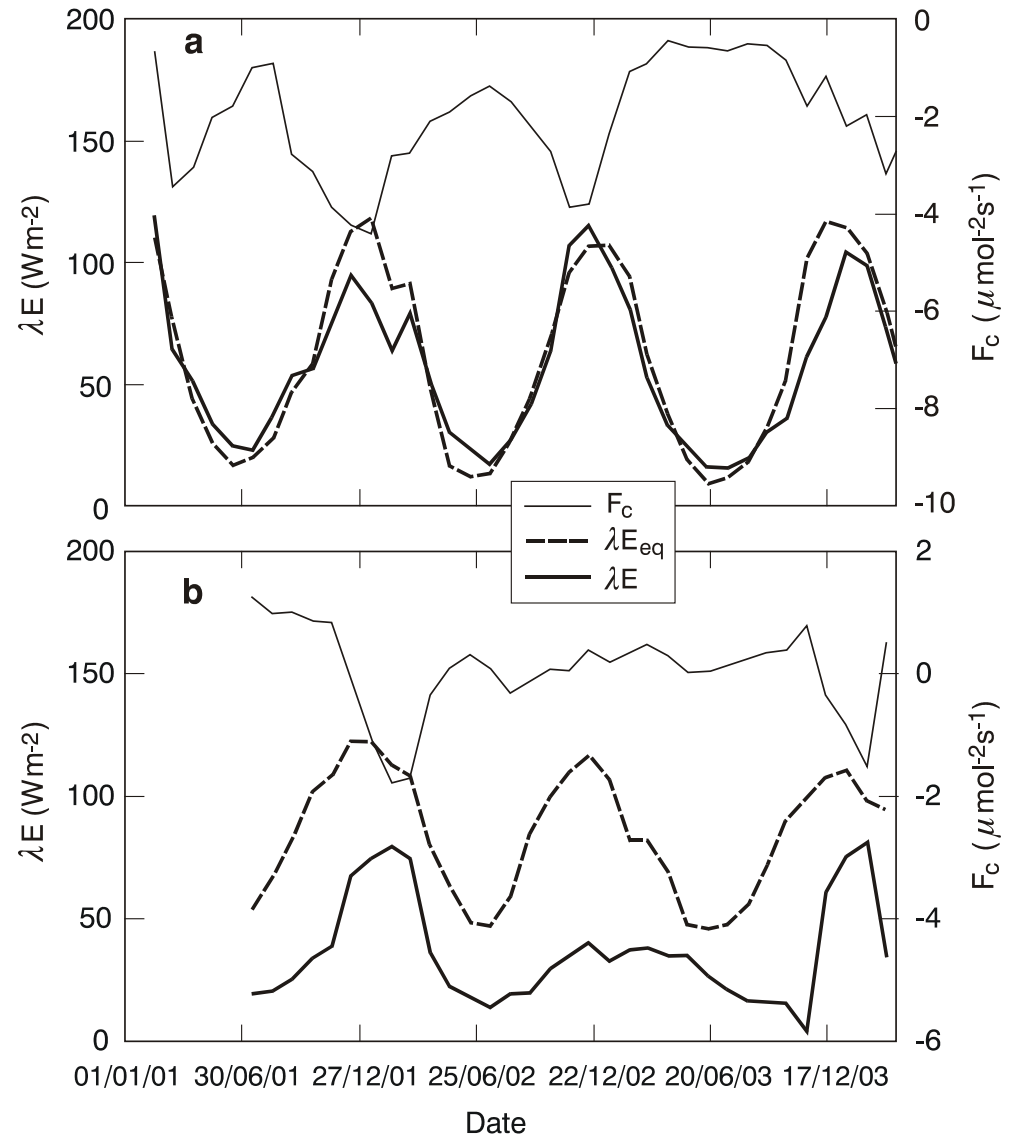 200
150
100
50
0
λE (Wm-2)
a
0
-2
-4
-6
-8
-10
Fc (μmol-2s-1)
Fc
λEeq
λE
200
150
100
50
0
λE (Wm-2)
b
2
0
-2
-4
-6
Fc (μmol-2s-1)
01/01/01 30/06/01 27/12/01 25/06/02 22/12/02 20/06/03 17/12/03
Date